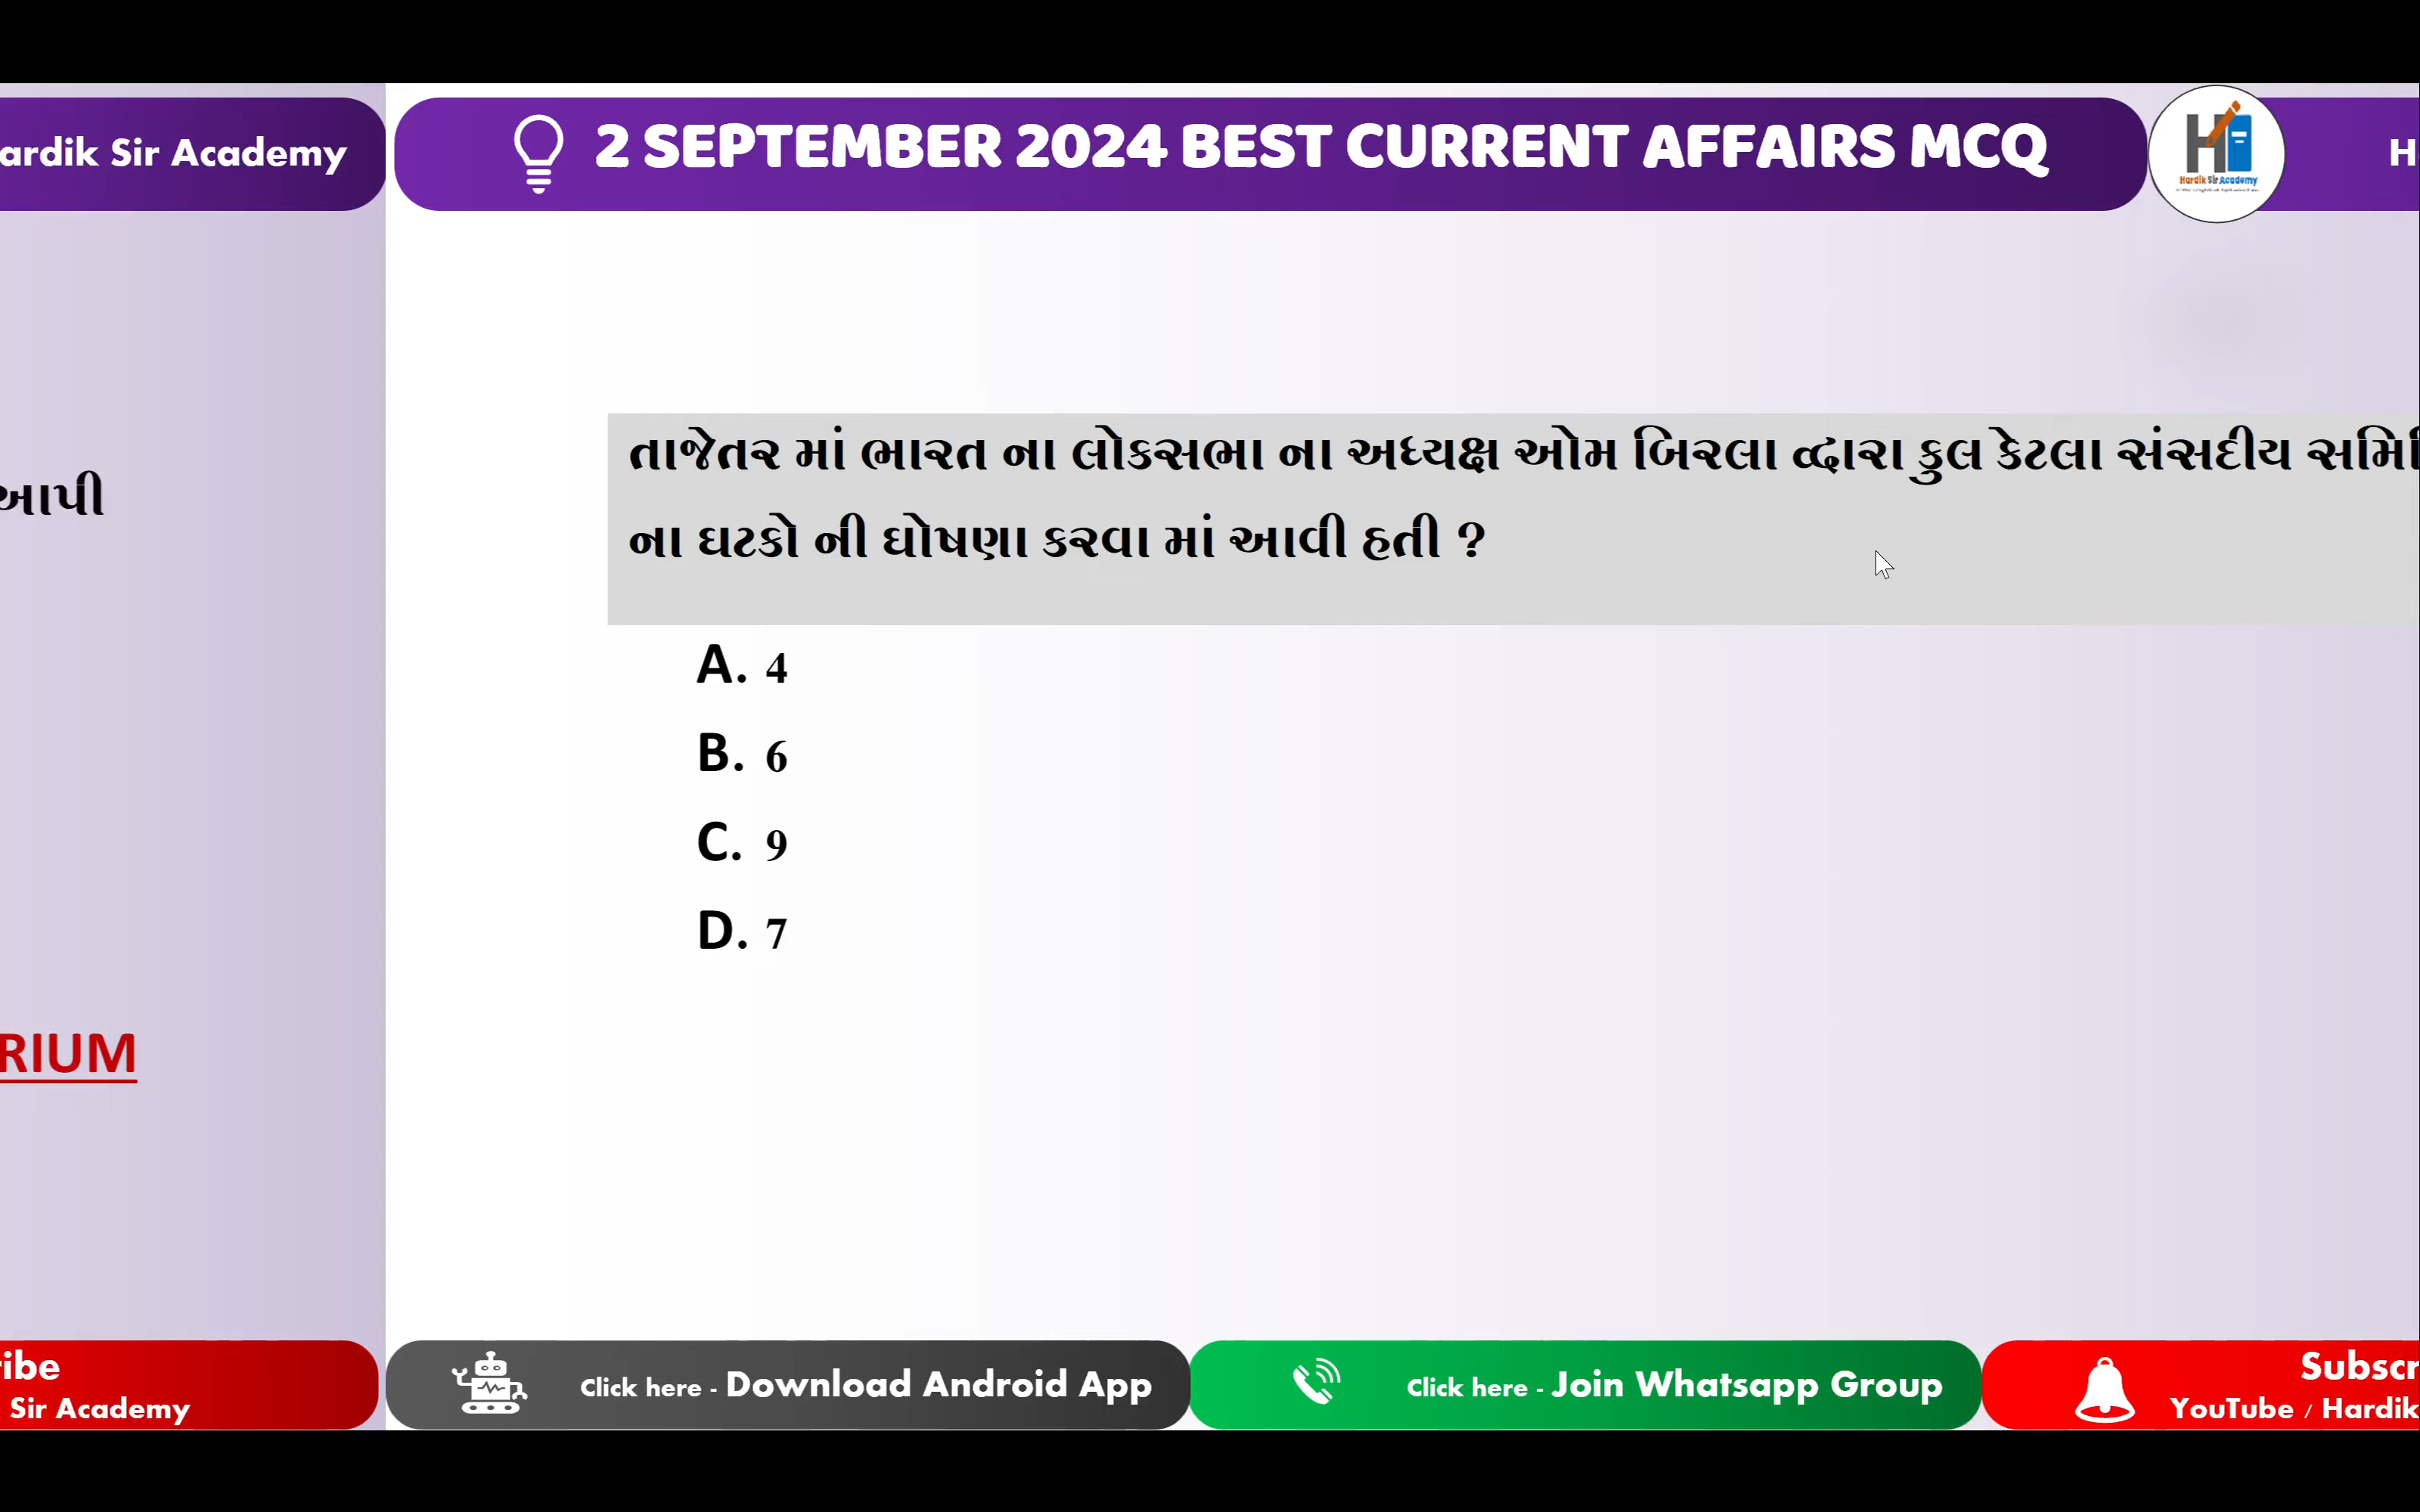 ardik Sir Academy
2 SEPTEMBER 2024 BEST CURRENT AFFAIRS MCQ
Hardik Sir Academy
H
આપી
તાજેતર માં ભારત ના લોકસભા ના અધ્યક્ષ ઓમ બિરલા દ્વારા કુલ કેટલા સંસદીય સમિ
ના ઘટકો ની ઘોષણા કરવા માં આવી હતી ?
A. 4
B. 6
C. 9
D. 7
RIUM
ibe
Sir Academy
Click here - Download Android App
Click here - Join Whatsapp Group
Subscr
YouTube / Hardik